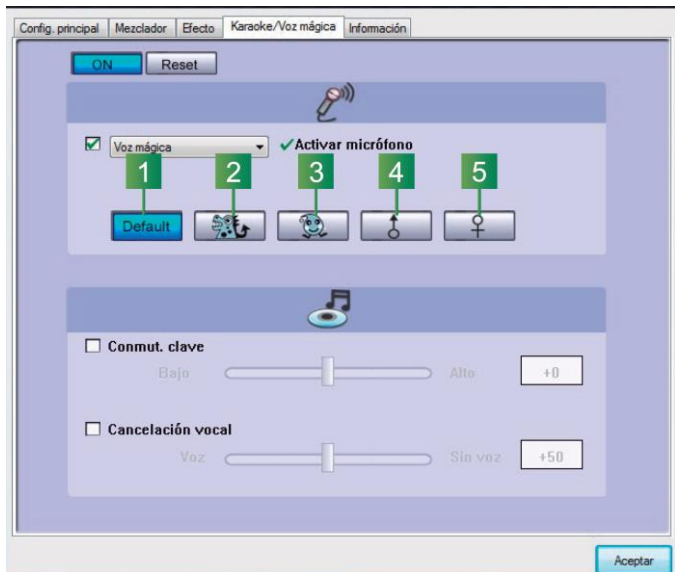 Config. principal Mezclador Efecto Karaoke/Voz mágica Información
ON Reset
Voz mágica Activar micrófono
1 2 3 4 5
Default
Conmut. clave
Bajo Alto +0
Cancelación vocal
Voz Sin voz +50
Aceptar